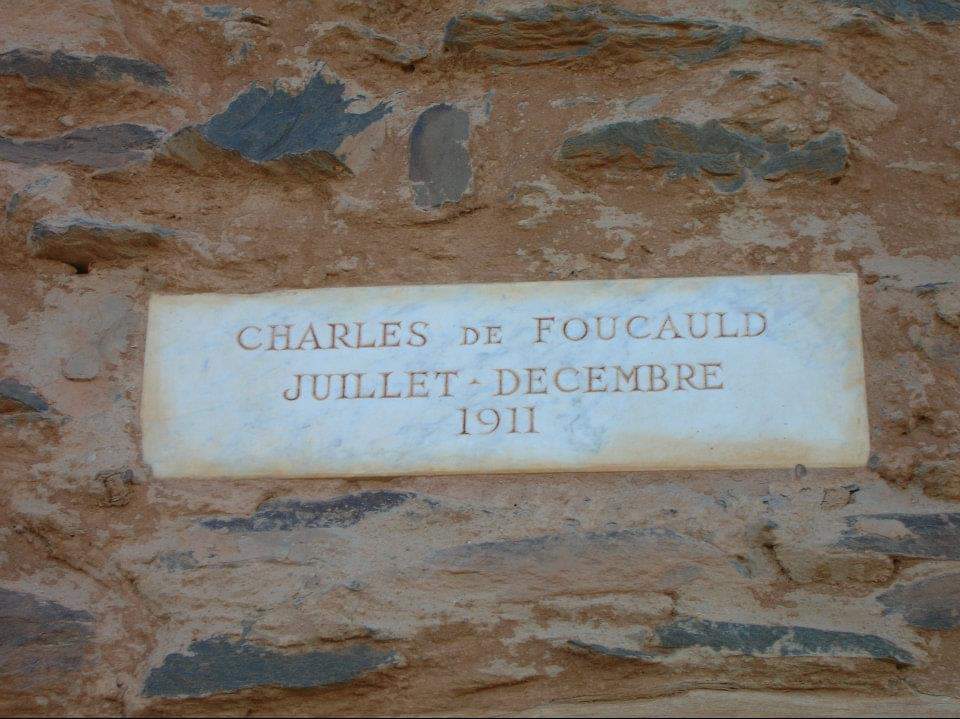 CHARLES DE FOUCAULD
JUILLET - DECEMBRE
1911